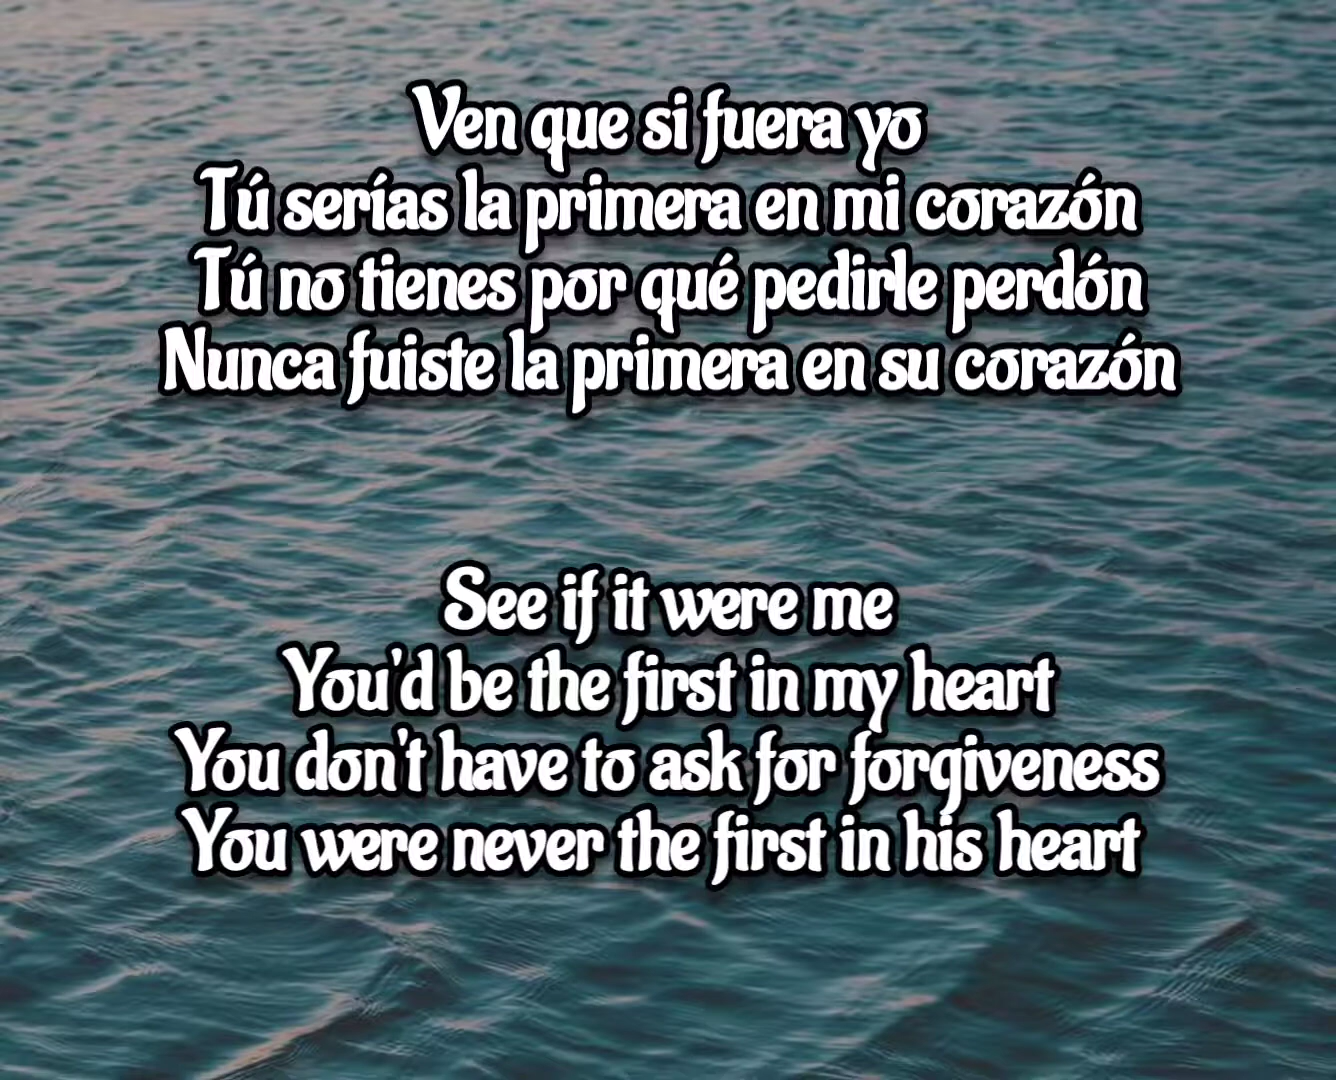 Ven que si fuera yo
Tú serías la primera en mi corazón
Tú no tienes por qué pedirle perdón
Nunca fuiste la primera en su corazón
See if it were me
You'd be the first in my heart
You don't have to ask for forgiveness
You were never the first in his heart